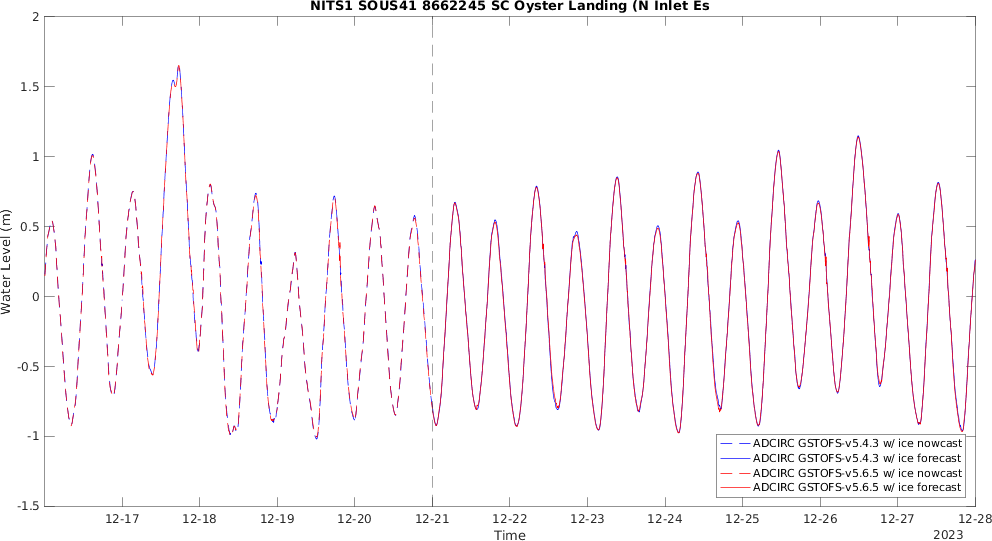 NITS1 SOUS41 8662245 SC Oyster Landing (N Inlet Es
2
1.5
1
0.5
0
-0.5
-1
-1.5
Water Level (m)
ADCIRC GSTOFS-v5.4.3 w/ ice nowcast
ADCIRC GSTOFS-v5.4.3 w/ ice forecast
ADCIRC GSTOFS-v5.6.5 w/ ice nowcast
ADCIRC GSTOFS-v5.6.5 w/ ice forecast
12-17 12-18 12-19 12-20 12-21 12-22 12-23 12-24 12-25 12-26 12-27 12-28
Time
2023